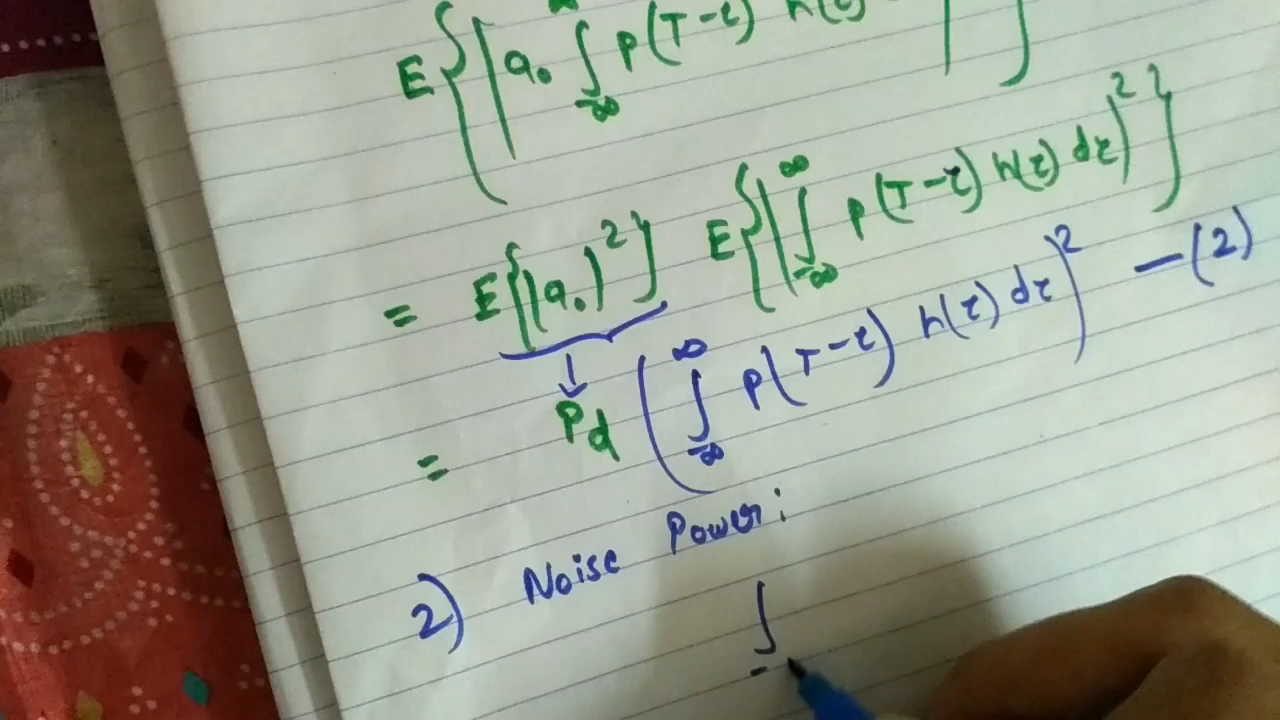 E{|a₀ ∫_{-∞}^{∞} p(T-τ) h(τ) | }
= E{|a₀|²} E{|∫_{-∞}^{∞} p(T-τ) h(τ) dτ|²}
= P_d (∫_{-∞}^{∞} p(T-τ) h(τ) dτ)² —(2)
2) Noise Power:
∫_-